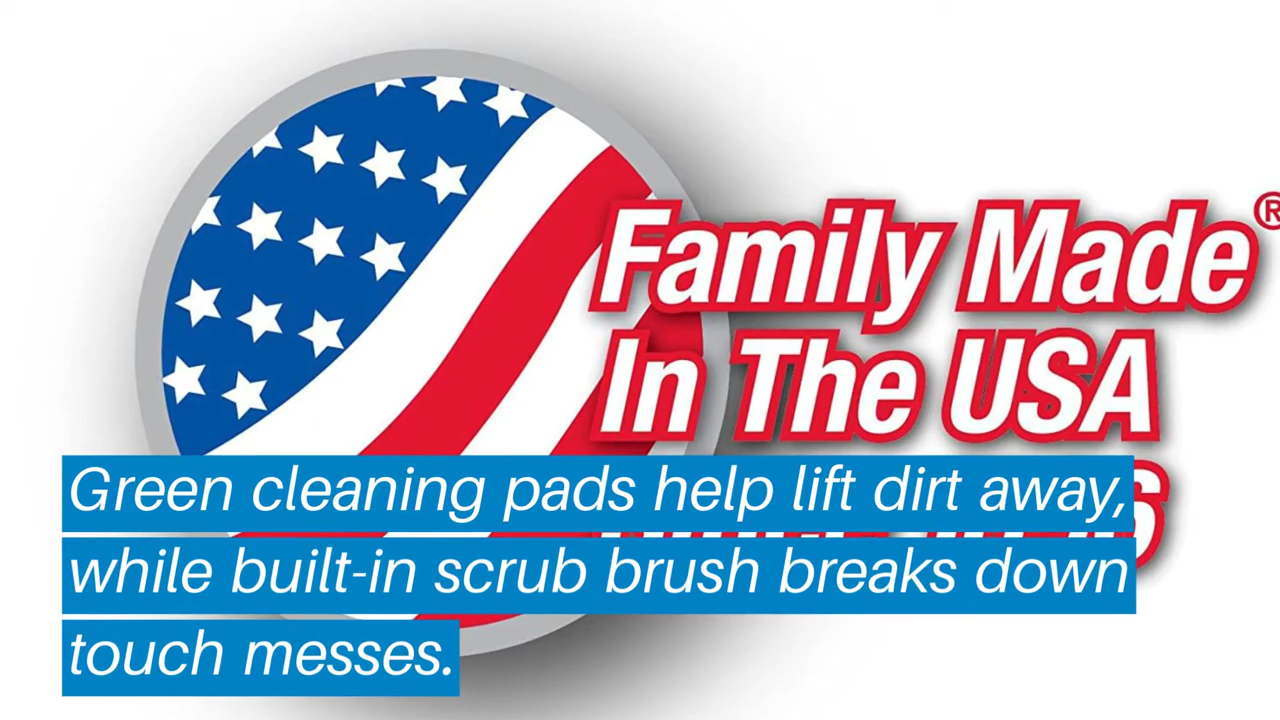 Family Made®
In The USA
Green cleaning pads help lift dirt away,
while built-in scrub brush breaks down
touch messes.